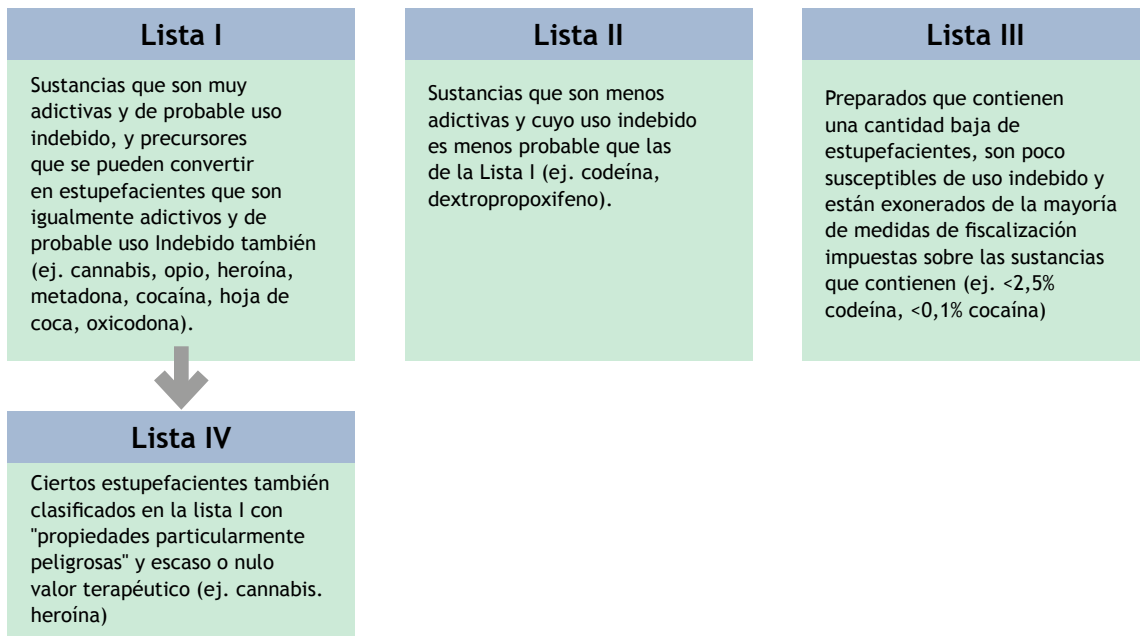 Lista I
Sustancias que son muy
adictivas y de probable uso
indebido, y precursores
que se pueden convertir
en estupefacientes que son
igualmente adictivos y de
probable uso Indebido también
(ej. cannabis, opio, heroína,
metadona, cocaína, hoja de
coca, oxicodona).
Lista II
Sustancias que son menos
adictivas y cuyo uso indebido
es menos probable que las
de la Lista I (ej. codeína,
dextropropoxifeno).
Lista III
Preparados que contienen
una cantidad baja de
estupefacientes, son poco
susceptibles de uso indebido y
están exonerados de la mayoría
de medidas de fiscalización
impuestas sobre las sustancias
que contienen (ej. <2,5%
codeína, <0,1% cocaína)
Lista IV
Ciertos estupefacientes también
clasificados en la lista I con
"propiedades particularmente
peligrosas" y escaso o nulo
valor terapéutico (ej. cannabis.
heroína)